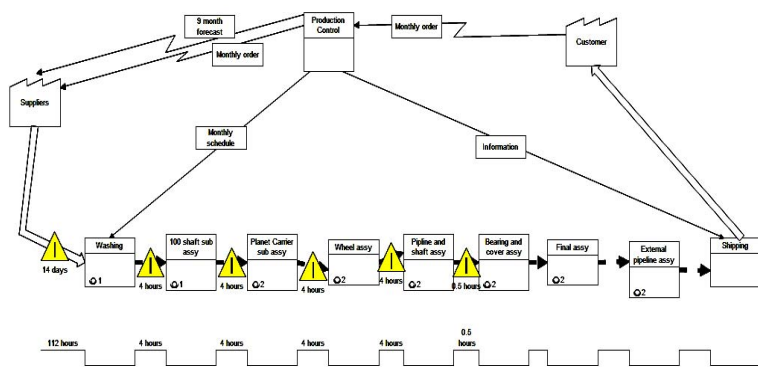 9 month
forecast
Production
Control
Monthly order
Monthly order
Customer
Suppliers
Monthly
schedule
Information
Washing
1
100 shaft sub
assy
1
Planet Carrier
sub assy
2
Wheel assy
2
Pipline and
shaft assy
2
Bearing and
cover assy
2
Final assy
2
External
pipeline assy
2
Shipping
14 days
4 hours
4 hours
4 hours
4 hours
0.5 hours
112 hours
4 hours
4 hours
4 hours
4 hours
0.5
hours